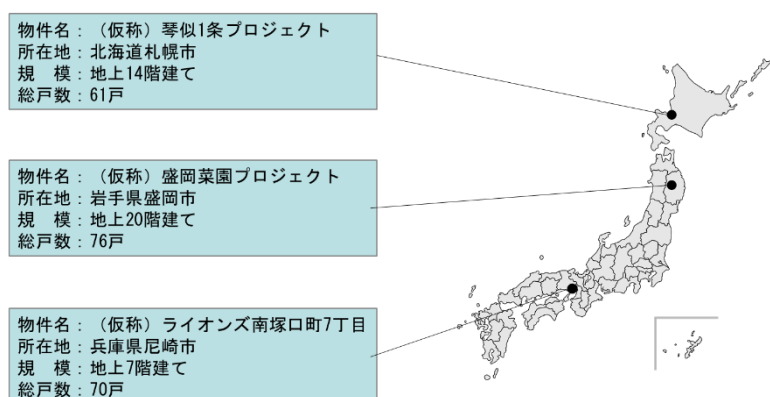 物件名：（仮称）琴似1条プロジェクト
所在地：北海道札幌市
規　模：地上14階建て
総戸数：61戸
物件名：（仮称）盛岡菜園プロジェクト
所在地：岩手県盛岡市
規　模：地上20階建て
総戸数：76戸
物件名：（仮称）ライオンズ南塚口町7丁目
所在地：兵庫県尼崎市
規　模：地上7階建て
総戸数：70戸